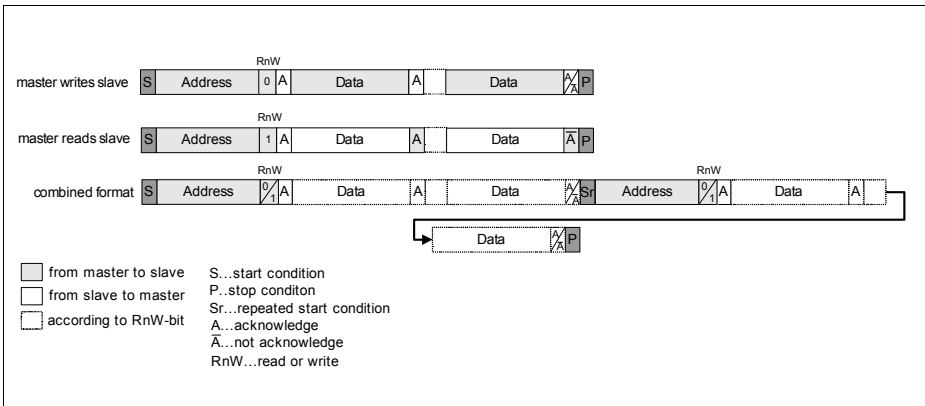 RnW
master writes slave S Address 0 A Data A Data A/A̅ P
RnW
master reads slave S Address 1 A Data A Data A̅ P
RnW RnW
combined format S Address 0/1 A Data A Data A/A̅ Sr Address 0/1 A Data A
Data A/A̅ P
from master to slave
from slave to master
according to RnW-bit
S...start condition
P..stop conditon
Sr...repeated start condition
A...acknowledge
A̅...not acknowledge
RnW...read or write